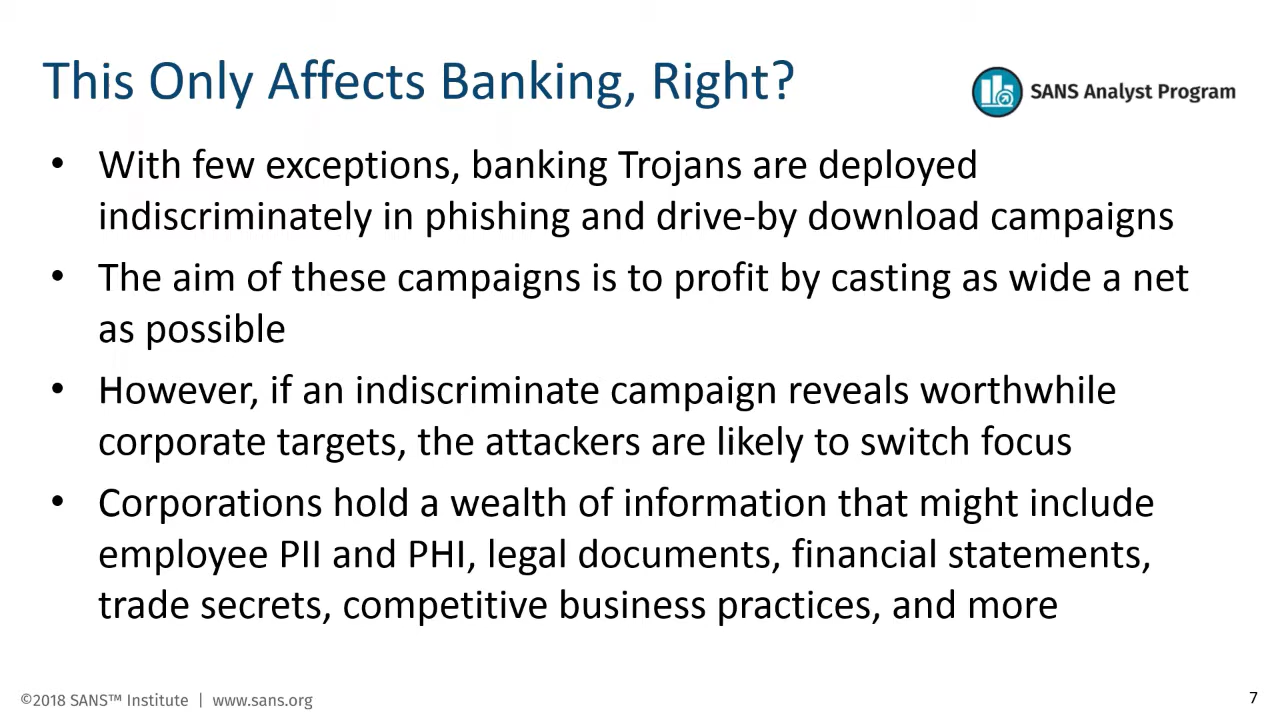 This Only Affects Banking, Right?
SANS Analyst Program
• With few exceptions, banking Trojans are deployed
indiscriminately in phishing and drive-by download campaigns
• The aim of these campaigns is to profit by casting as wide a net
as possible
• However, if an indiscriminate campaign reveals worthwhile
corporate targets, the attackers are likely to switch focus
• Corporations hold a wealth of information that might include
employee PII and PHI, legal documents, financial statements,
trade secrets, competitive business practices, and more
©2018 SANS™ Institute | www.sans.org
7